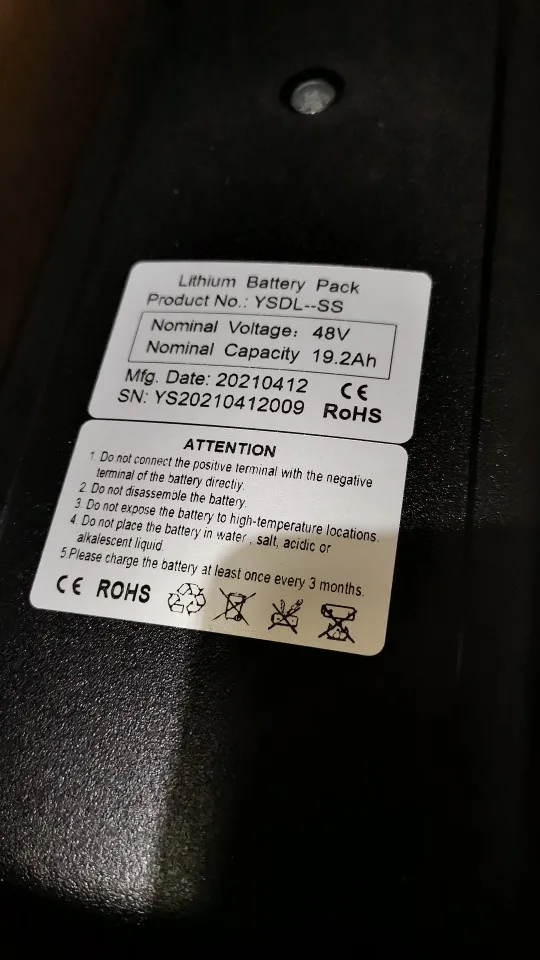 Lithium Battery Pack
Product No.: YSDL--SS
Nominal Voltage: 48V
Nominal Capacity 19.2Ah
Mfg. Date: 20210412
SN: YS20210412009
CE
RoHS
ATTENTION
1. Do not connect the positive terminal with the negative
terminal of the battery directly.
2. Do not disassemble the battery.
3. Do not expose the battery to high-temperature locations.
4. Do not place the battery in water , salt, acidic or
alkalescent liquid.
5.Please charge the battery at least once every 3 months.
CE ROHS